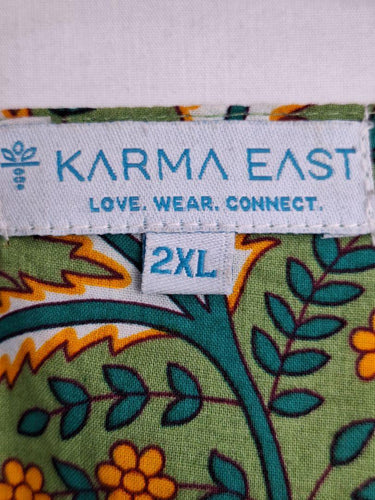 KARMA EAST
LOVE. WEAR. CONNECT.
2XL